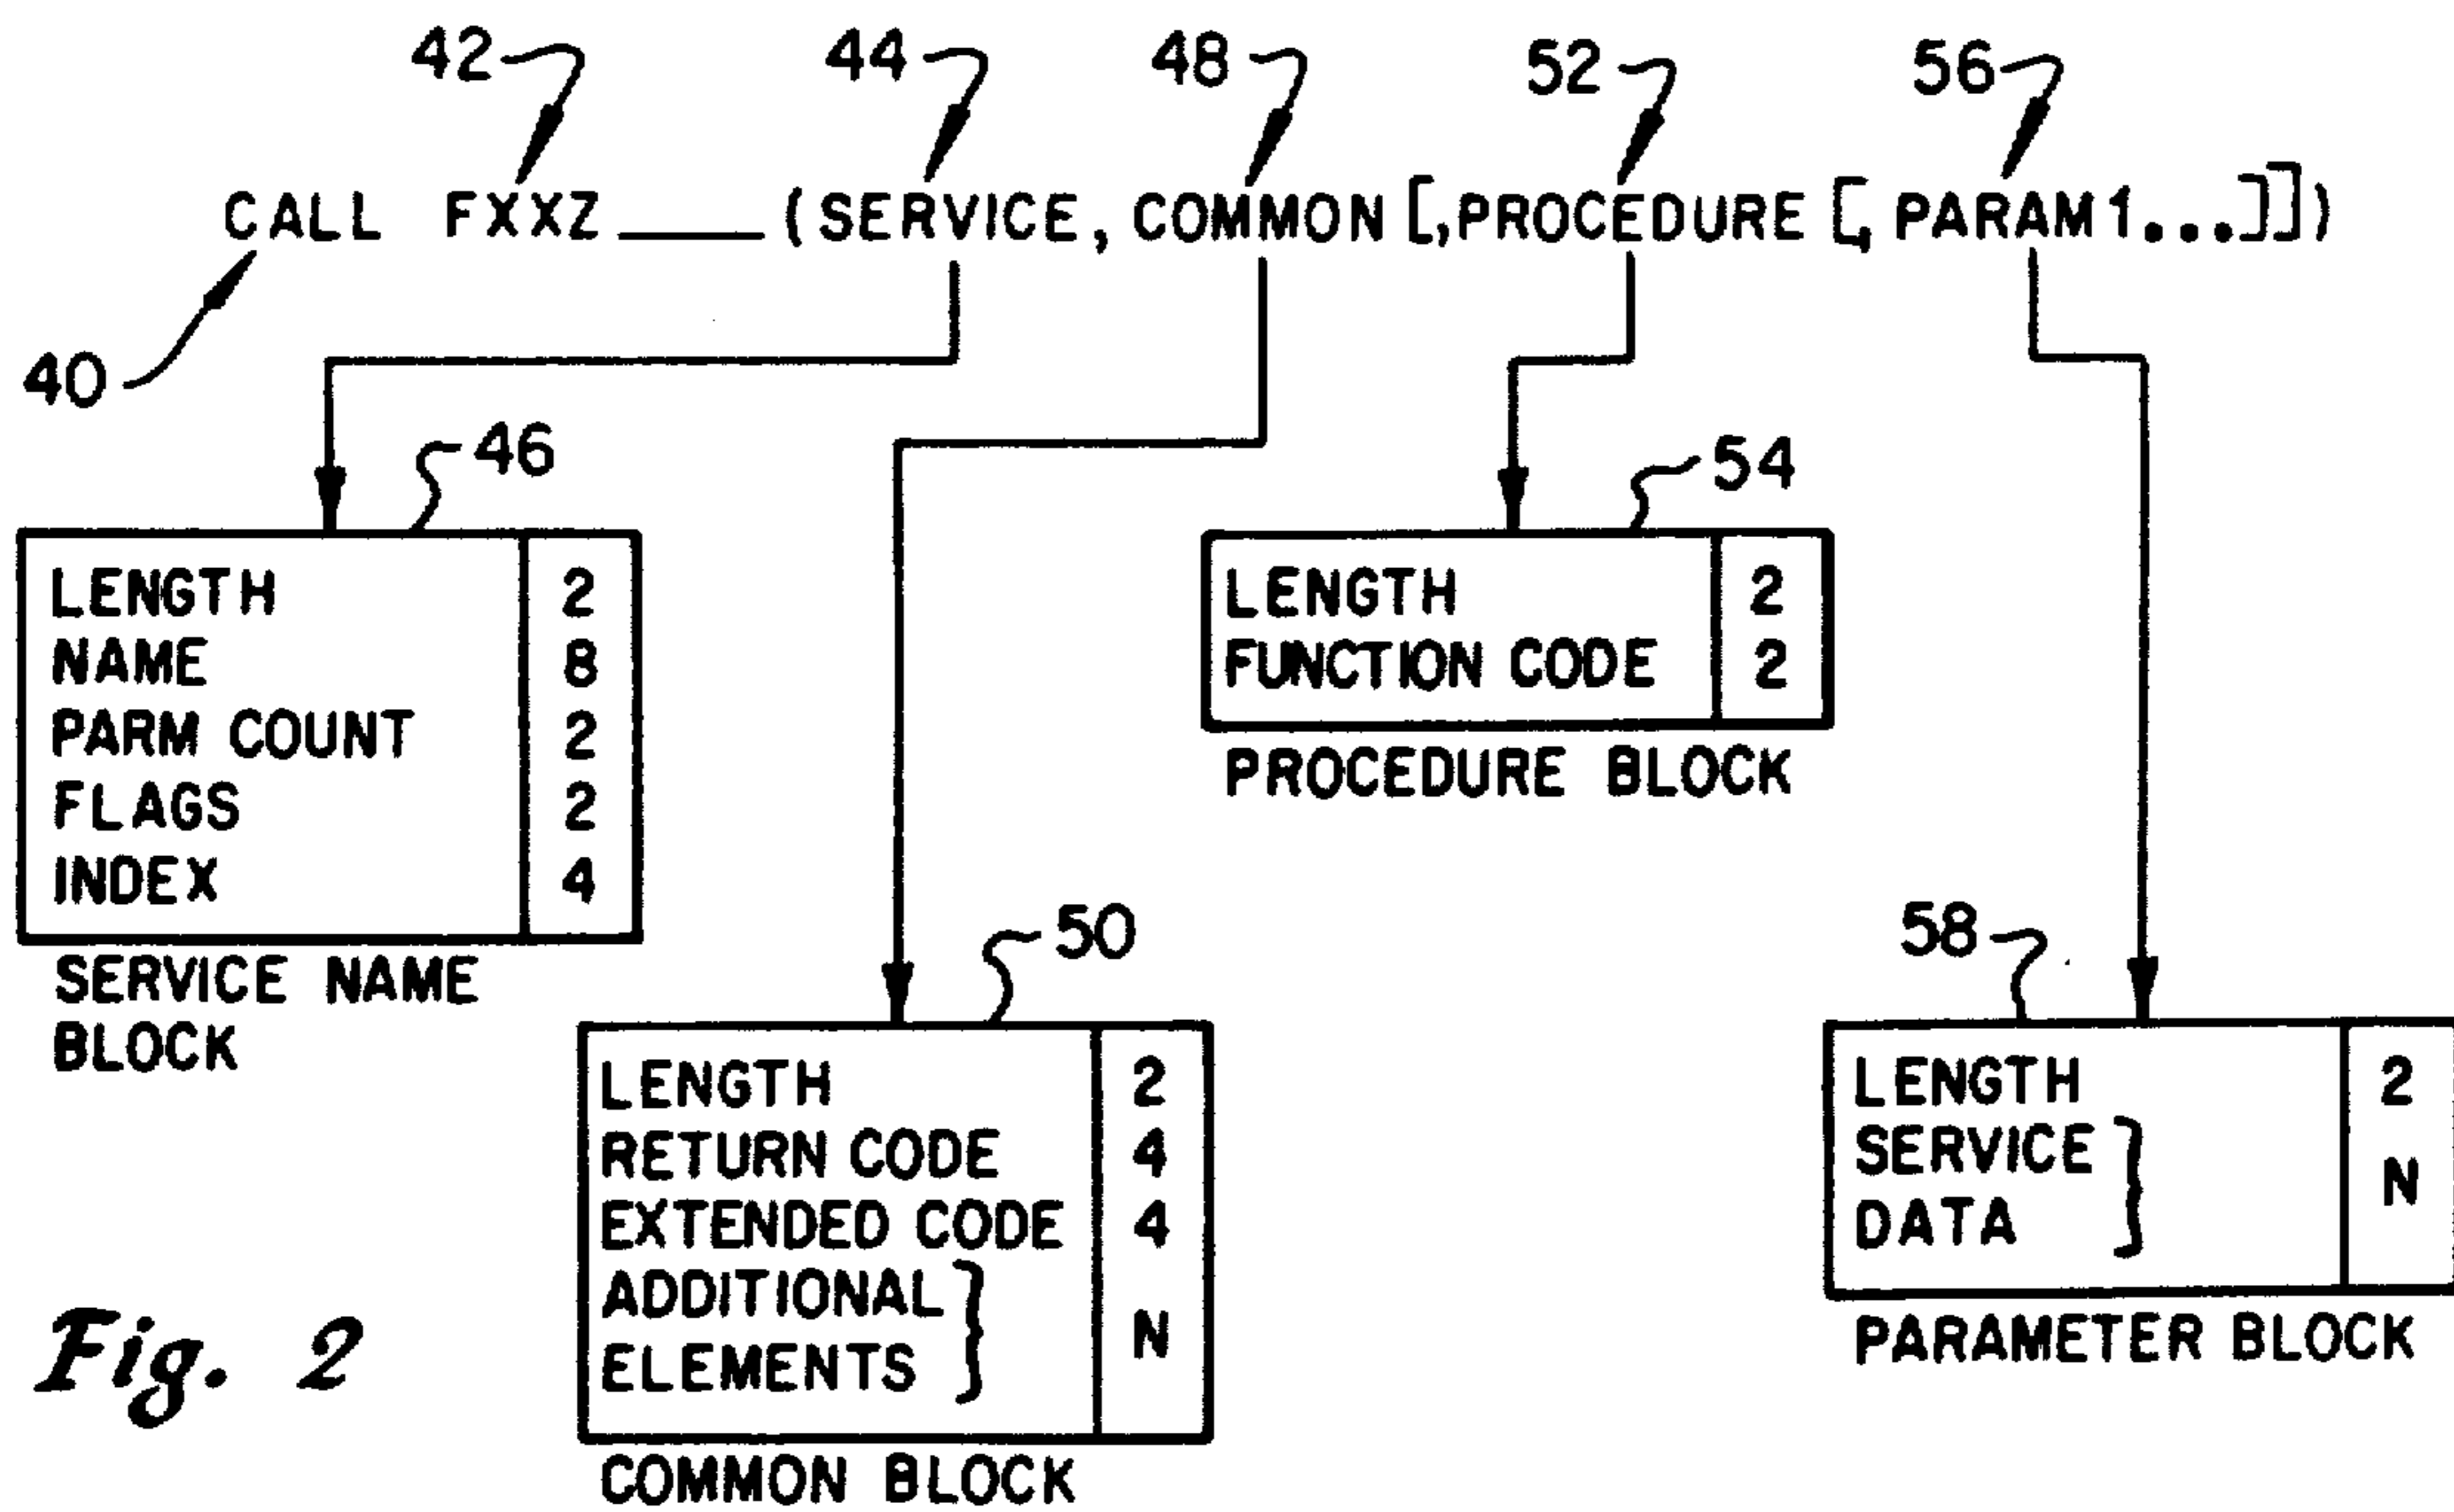 42 44 48 52 56
CALL FXXZ____(SERVICE, COMMON[,PROCEDURE[, PARAM1...]])
40
46
LENGTH 2
NAME 8
PARM COUNT 2
FLAGS 2
INDEX 4
SERVICE NAME
BLOCK
54
LENGTH 2
FUNCTION CODE 2
PROCEDURE BLOCK
50
LENGTH 2
RETURN CODE 4
EXTENDED CODE 4
ADDITIONAL
ELEMENTS } N
COMMON BLOCK
58
LENGTH 2
SERVICE
DATA } N
PARAMETER BLOCK
Fig. 2